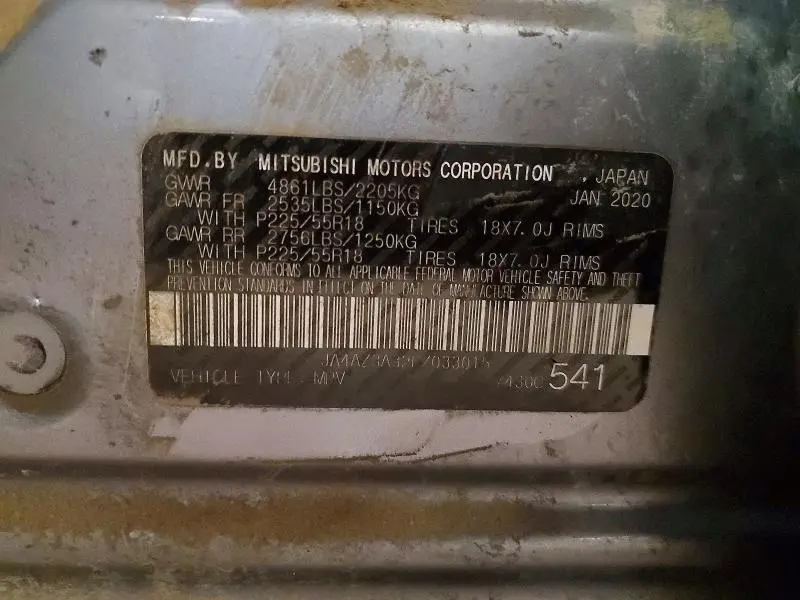 MFD.BY MITSUBISHI MOTORS CORPORATION , JAPAN
GVWR 4861LBS/2205KG JAN 2020
GAWR FR 2535LBS/1150KG
WITH P225/55R18 TIRES 18X7.0J RIMS
GAWR RR 2756LBS/1250KG
WITH P225/55R18 TIRES 18X7.0J RIMS
THIS VEHICLE CONFORMS TO ALL APPLICABLE FEDERAL MOTOR VEHICLE SAFETY AND THEFT
PREVENTION STANDARDS IN EFFECT ON THE DATE OF MANUFACTURE SHOWN ABOVE.
VEHICLE TYPE MPV 541